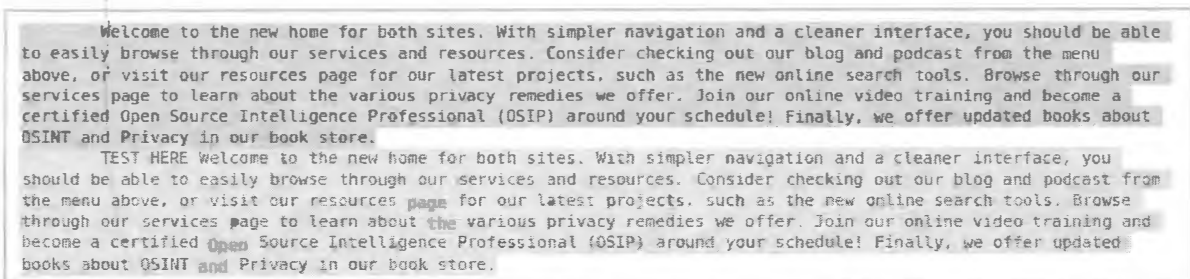 Welcome to the new home for both sites. With simpler navigation and a cleaner interface, you should be able
to easily browse through our services and resources. Consider checking out our blog and podcast from the menu
above, or visit our resources page for our latest projects, such as the new online search tools. Browse through our
services page to learn about the various privacy remedies we offer. Join our online video training and become a
certified Open Source Intelligence Professional (OSIP) around your schedule! Finally, we offer updated books about
OSINT and Privacy in our book store.
TEST HERE Welcome to the new home for both sites. With simpler navigation and a cleaner interface, you
should be able to easily browse through our services and resources. Consider checking out our blog and podcast from
the menu above, or visit our resources page for our latest projects. such as the new online search tools. Browse
through our services page to learn about the various privacy remedies we offer. Join our online video training and
become a certified Open Source Intelligence Professional (OSIP) around your schedule! Finally, we offer updated
books about OSINT and Privacy in our book store.